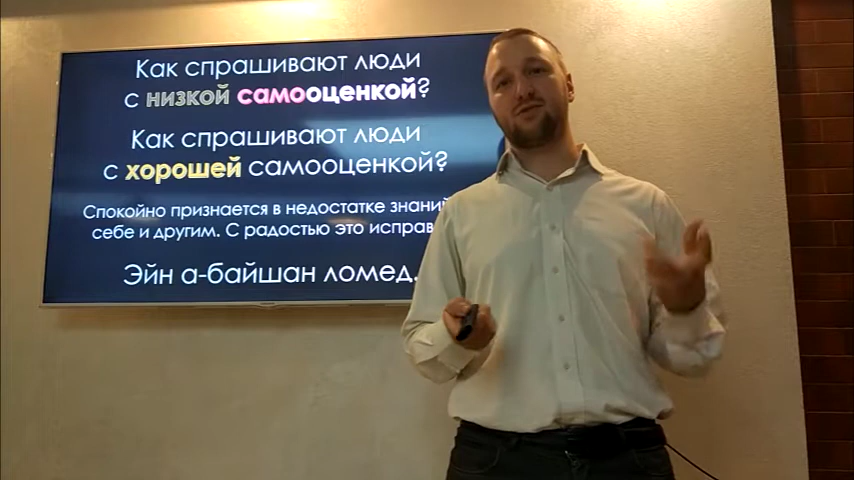 Как спрашивают люди
с низкой самооценкой?
Как спрашивают люди
с хорошей самооценкой?
Спокойно признается в недостатке знаний
себе и другим. С радостью это
Эйн а-байшан ломед.